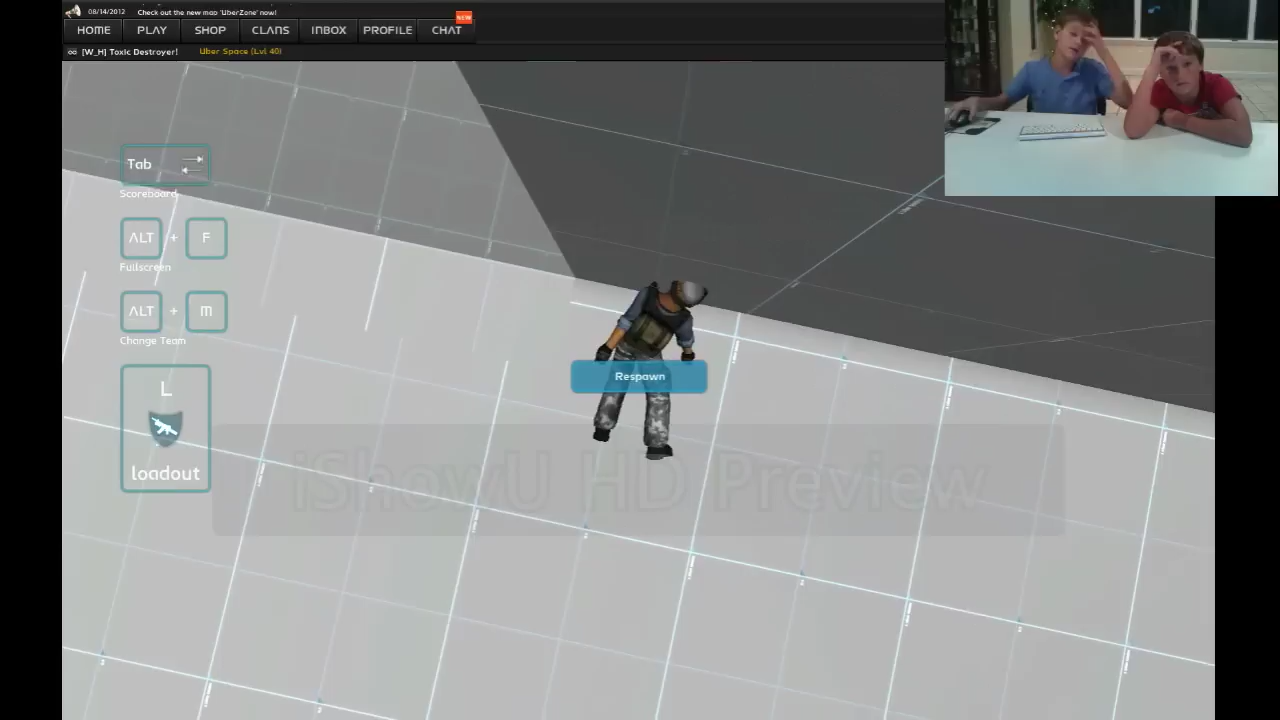 08/14/2012 Check out the new map 'UberZone' now!
NEW
HOME PLAY SHOP CLANS INBOX PROFILE CHAT
[W_H] Toxic Destroyer! Uber Space (Lvl 40)
Tab
Scoreboard
ALT + F
Fullscreen
ALT + M
Change Team
L
loadout
Respawn
iShowU HD Preview